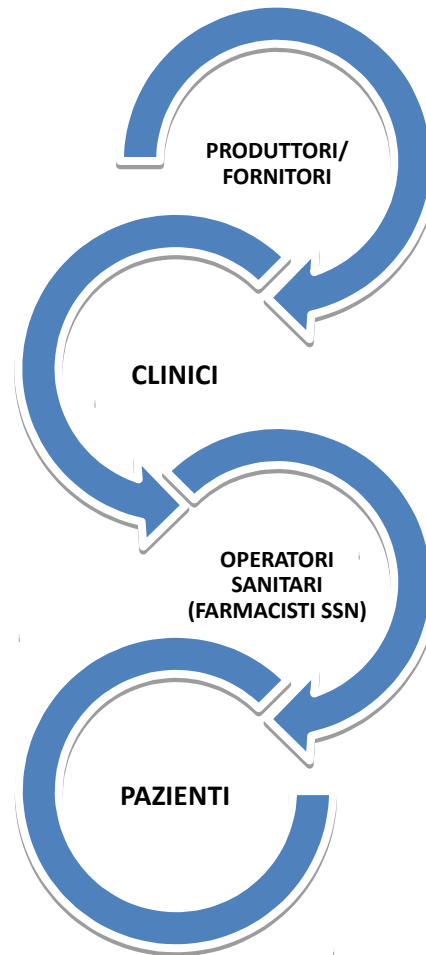 PRODUTTORI/
FORNITORI
CLINICI
OPERATORI
SANITARI
(FARMACISTI SSN)
PAZIENTI